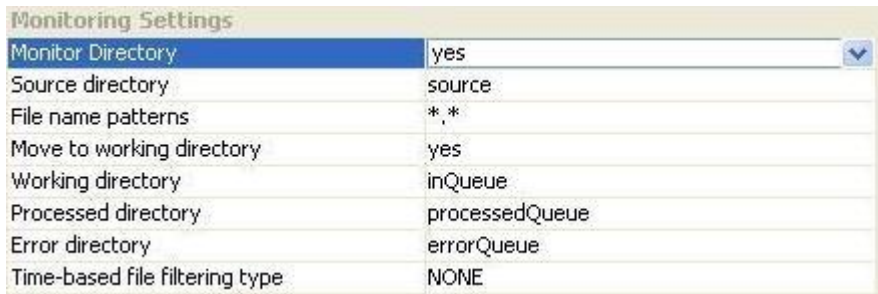 Monitoring Settings
Monitor Directory yes
Source directory source
File name patterns *.*
Move to working directory yes
Working directory inQueue
Processed directory processedQueue
Error directory errorQueue
Time-based file filtering type NONE